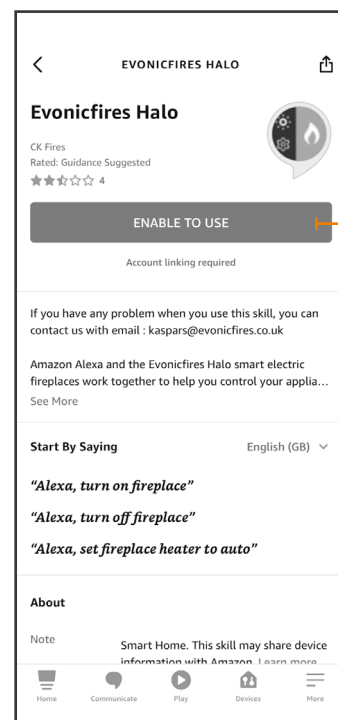 EVONICFIRES HALO
Evonicfires Halo
CK Fires
Rated: Guidance Suggested
4
ENABLE TO USE
Account linking required
If you have any problem when you use this skill, you can
contact us with email : kaspars@evonicfires.co.uk
Amazon Alexa and the Evonicfires Halo smart electric
fireplaces work together to help you control your applia...
See More
Start By Saying
English (GB)
“Alexa, turn on fireplace”
“Alexa, turn off fireplace”
“Alexa, set fireplace heater to auto”
About
Note
Smart Home. This skill may share device
information with Amazon. Learn more
Home
Communicate
Play
Devices
More